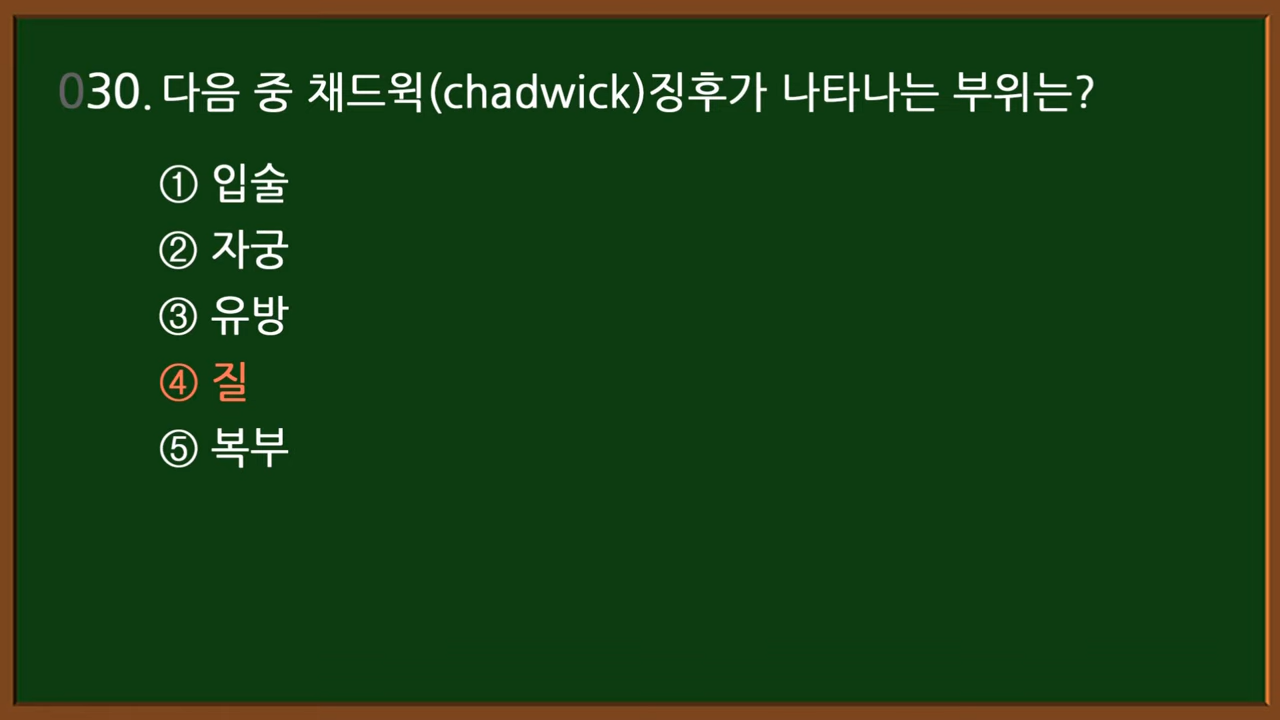 030. 다음 중 채드윅(chadwick)징후가 나타나는 부위는?
① 입술
② 자궁
③ 유방
④ 질
⑤ 복부